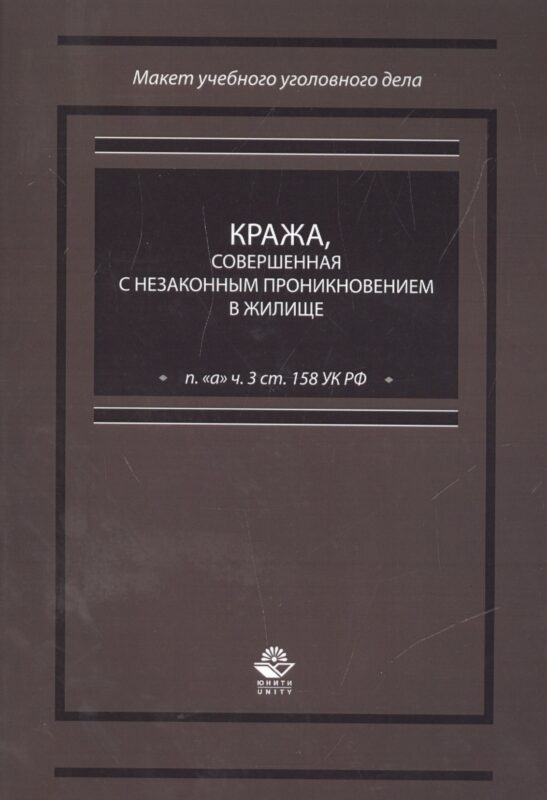 Макет учебного уголовного дела
КРАЖА,
СОВЕРШЕННАЯ
С НЕЗАКОННЫМ ПРОНИКНОВЕНИЕМ
В ЖИЛИЩЕ
п. «а» ч. 3 ст. 158 УК РФ
ЮНИТИ
UNITY